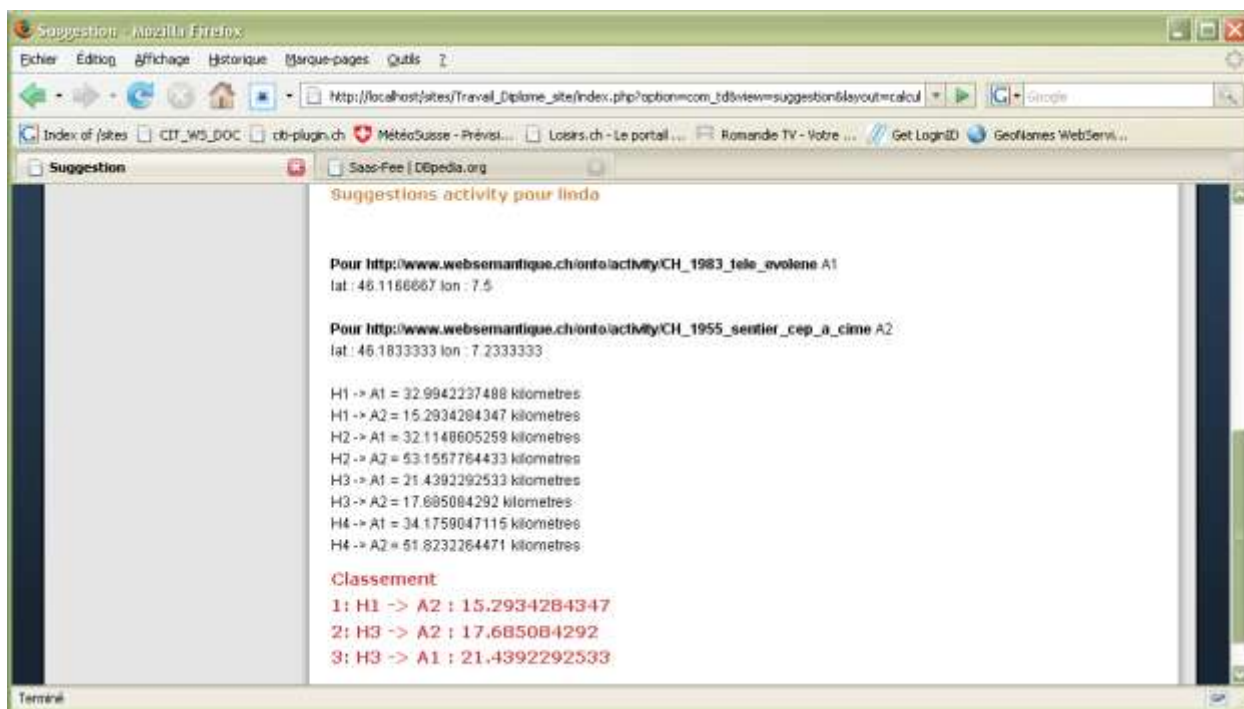 Suggestion - Mozilla Firefox
Fichier Édition Affichage Historique Marque-pages Outils ?
http://localhost/sites/Travail_Diplome_site/index.php?option=com_td&view=suggestion&layout=calcul Google
Index of /sites CIT_WS_DOC citi-plugin.ch MétéoSuisse - Prévisi... Loisirs.ch - Le portail ... Romandie TV - Votre ... Get LoginID GeoNames WebServi...
Suggestion Saas-Fee | DBpedia.org
Suggestions activity pour linda
Pour http://www.websemantique.ch/onto/activity/CH_1983_tele_evolene A1
lat : 46.1166667 lon : 7.5
Pour http://www.websemantique.ch/onto/activity/CH_1955_sentier_cep_a_cime A2
lat : 46.1833333 lon : 7.2333333
H1 -> A1 = 32.9942237488 kilometres
H1 -> A2 = 15.2934284347 kilometres
H2 -> A1 = 32.1148605259 kilometres
H2 -> A2 = 53.1557764433 kilometres
H3 -> A1 = 21.4392292533 kilometres
H3 -> A2 = 17.685084292 kilometres
H4 -> A1 = 34.1759047115 kilometres
H4 -> A2 = 51.8232264471 kilometres
Classement
1: H1 -> A2 : 15.2934284347
2: H3 -> A2 : 17.685084292
3: H3 -> A1 : 21.4392292533
Terminé